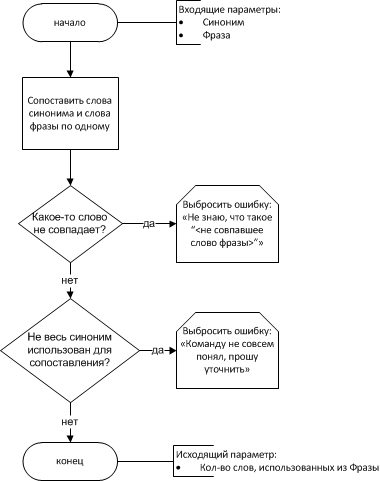 начало
Входящие параметры:
• Синоним
• Фраза
Сопоставить слова
синонима и слова
фразы по одному
Какое-то слово
не совпадает?
да
Выбросить ошибку:
«Не знаю, что такое
“<не совпавшее
слово фразы>”»
нет
Не весь синоним
использован для
сопоставления?
да
Выбросить ошибку:
«Команду не совсем
понял, прошу
уточнить»
нет
конец
Исходящий параметр:
• Кол-во слов, использованных из Фразы